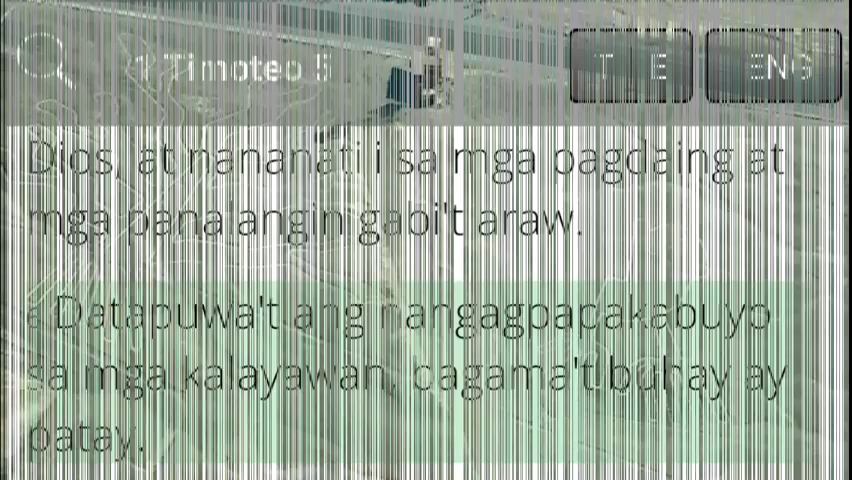 1 Timoteo 5
ENG
Dios, at nananatili sa mga pagdaing at
mga panalangin gabi't araw.
6 Datapuwa't ang nangagpapakabuyo
sa mga kalayawan, bagama't buhay ay
patay.